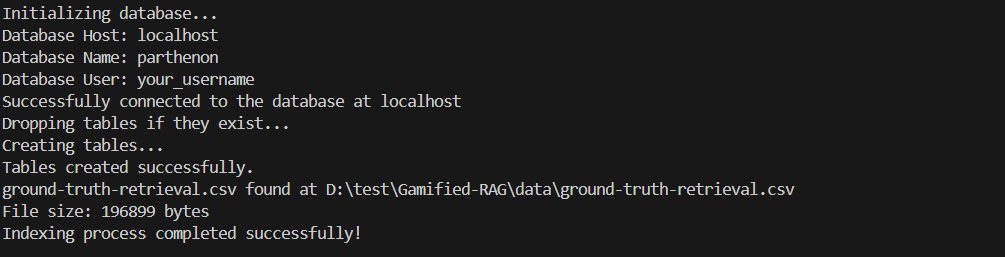 Initializing database...
Database Host: localhost
Database Name: parthenon
Database User: your_username
Successfully connected to the database at localhost
Dropping tables if they exist...
Creating tables...
Tables created successfully.
ground-truth-retrieval.csv found at D:\test\Gamified-RAG\data\ground-truth-retrieval.csv
File size: 196899 bytes
Indexing process completed successfully!